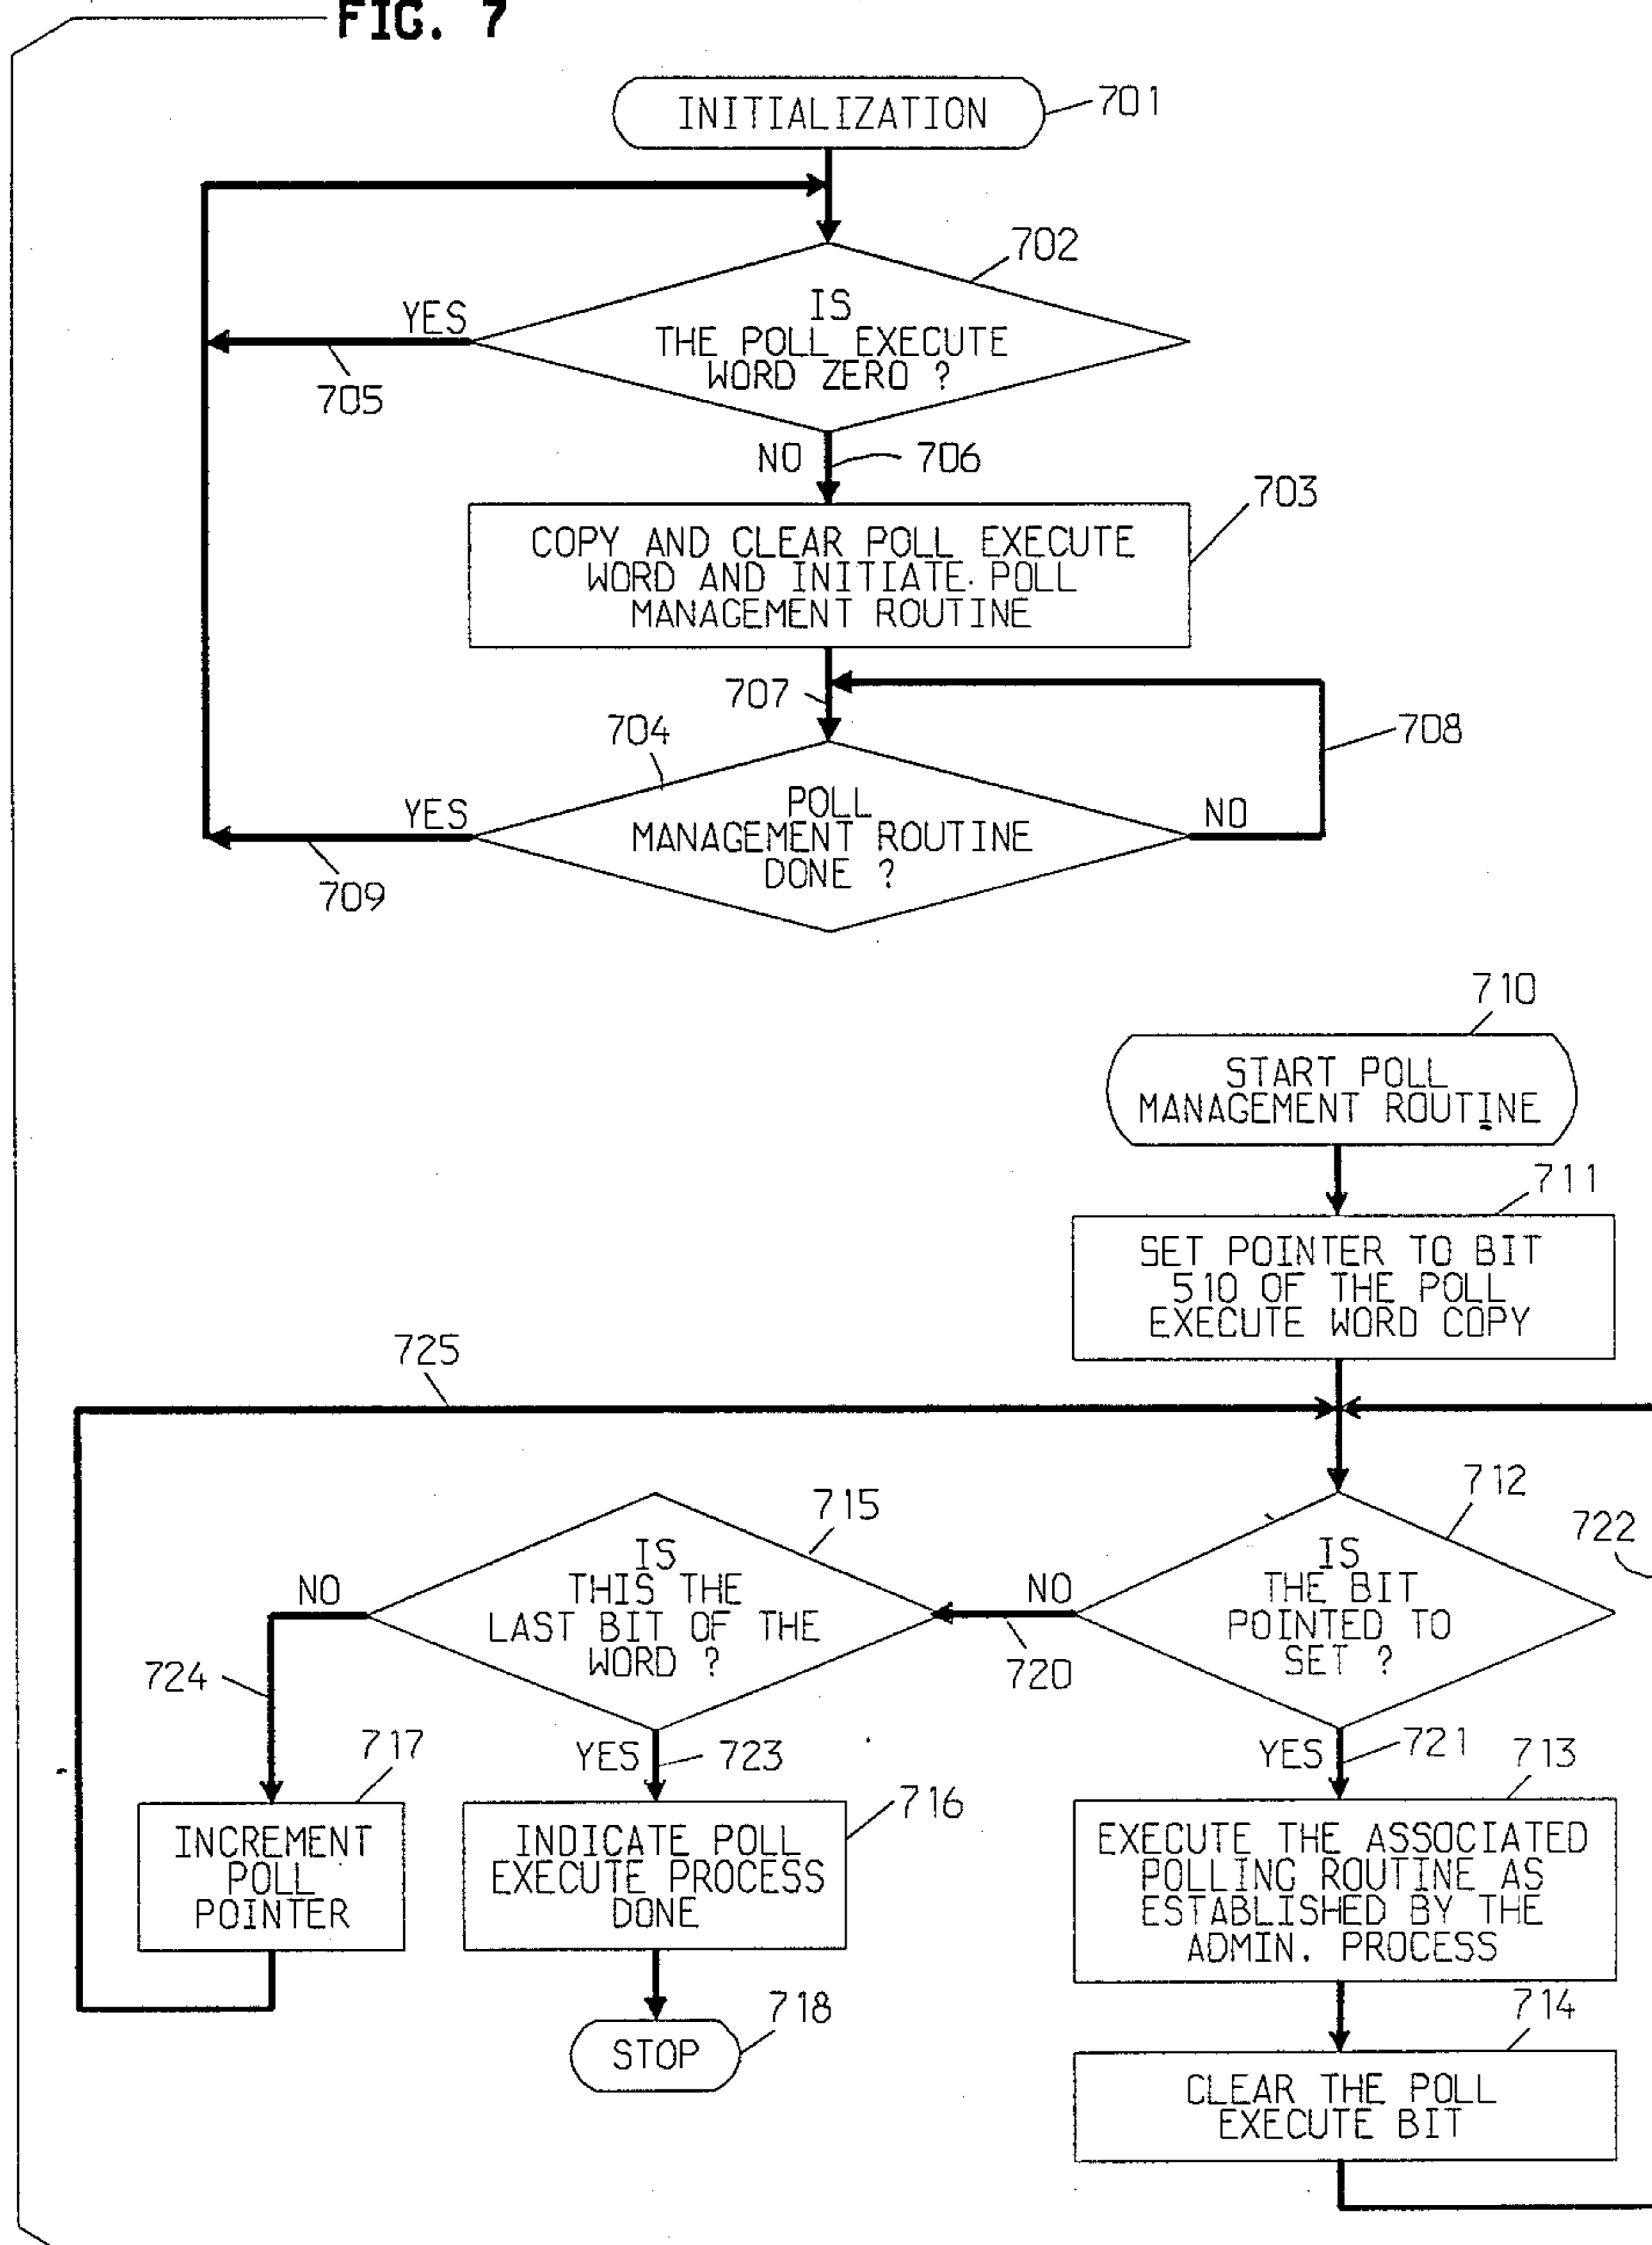 FIG. 7
INITIALIZATION
701
702
IS
THE POLL EXECUTE
WORD ZERO ?
YES
705
NO
706
703
COPY AND CLEAR POLL EXECUTE
WORD AND INITIATE POLL
MANAGEMENT ROUTINE
707
708
704
POLL
MANAGEMENT ROUTINE
DONE ?
YES
NO
709
710
START POLL
MANAGEMENT ROUTINE
711
SET POINTER TO BIT
510 OF THE POLL
EXECUTE WORD COPY
725
712
722
IS
THE BIT
POINTED TO
SET ?
715
IS
THIS THE
LAST BIT OF THE
WORD ?
NO
NO
720
724
717
YES
723
716
YES
721
713
INCREMENT
POLL
POINTER
INDICATE POLL
EXECUTE PROCESS
DONE
EXECUTE THE ASSOCIATED
POLLING ROUTINE AS
ESTABLISHED BY THE
ADMIN. PROCESS
718
STOP
714
CLEAR THE POLL
EXECUTE BIT